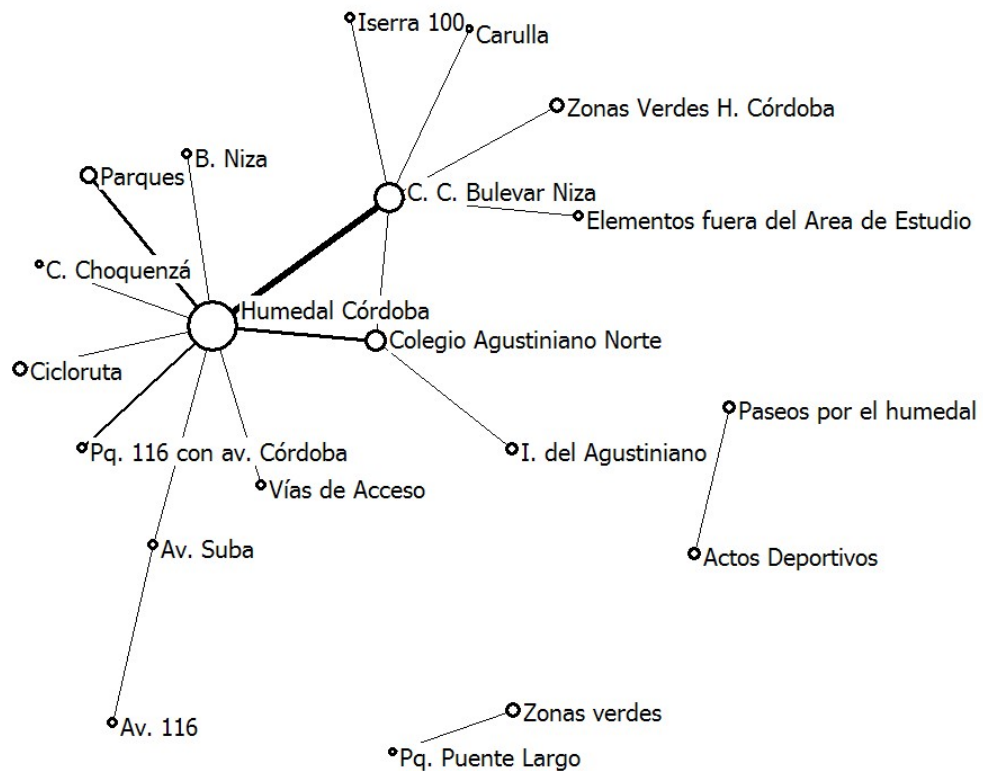 Iserra 100
Carulla
Zonas Verdes H. Córdoba
B. Niza
Parques
C. C. Bulevar Niza
Elementos fuera del Area de Estudio
C. Choquenzá
Humedal Córdoba
Colegio Agustiniano Norte
Cicloruta
Paseos por el humedal
Pq. 116 con av. Córdoba
I. del Agustiniano
Vías de Acceso
Av. Suba
Actos Deportivos
Zonas verdes
Av. 116
Pq. Puente Largo